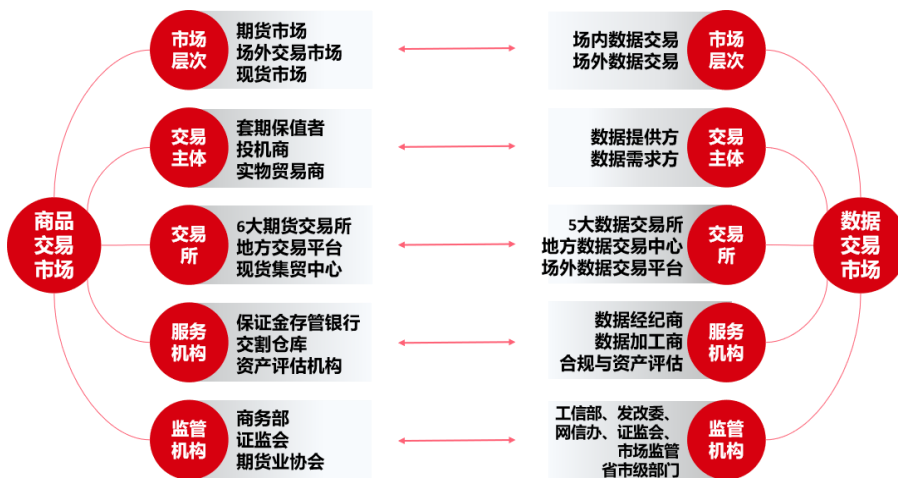 商品
交易
市场
市场
层次
期货市场
场外交易市场
现货市场
场内数据交易
场外数据交易
市场
层次
交易
主体
套期保值者
投机商
实物贸易商
数据提供方
数据需求方
交易
主体
交易
所
6大期货交易所
地方交易平台
现货集贸中心
5大数据交易所
地方数据交易中心
场外数据交易平台
交易
所
服务
机构
保证金存管银行
交割仓库
资产评估机构
数据经纪商
数据加工商
合规与资产评估
服务
机构
监管
机构
商务部
证监会
期货业协会
工信部、发改委、
网信办、证监会、
市场监管
省市级部门
监管
机构
数据
交易
市场